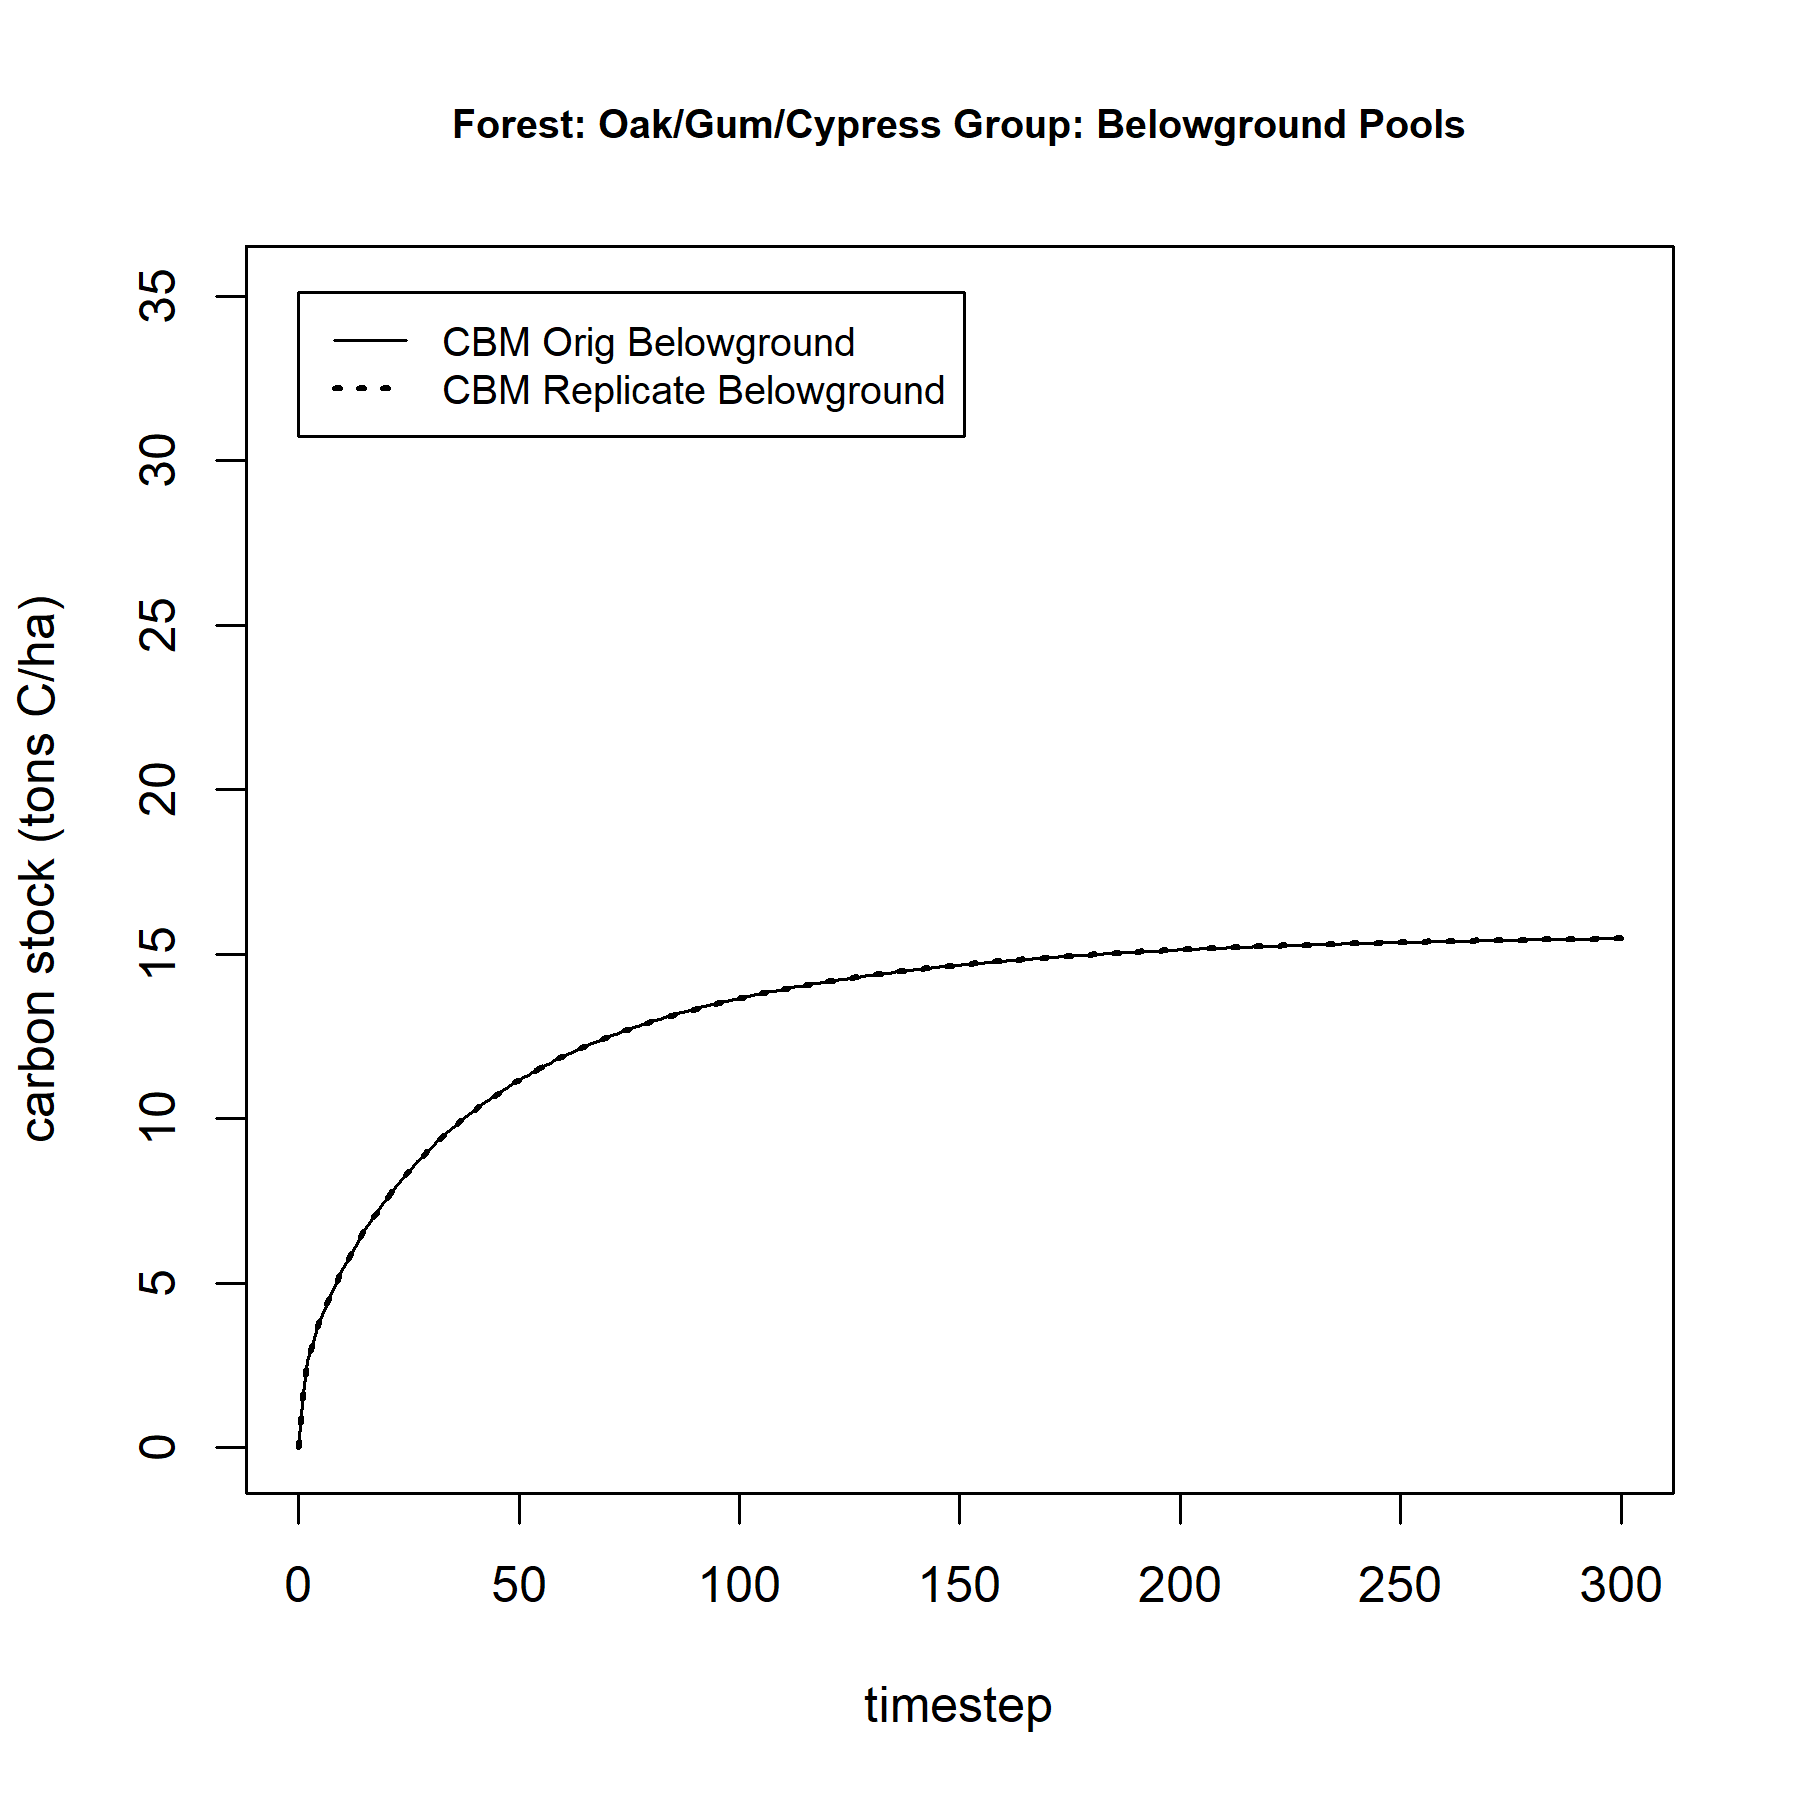 Forest: Oak/Gum/Cypress Group: Belowground Pools
CBM Orig Belowground
CBM Replicate Belowground
carbon stock (tons C/ha)
35
30
25
20
15
10
5
0
0 50 100 150 200 250 300
timestep